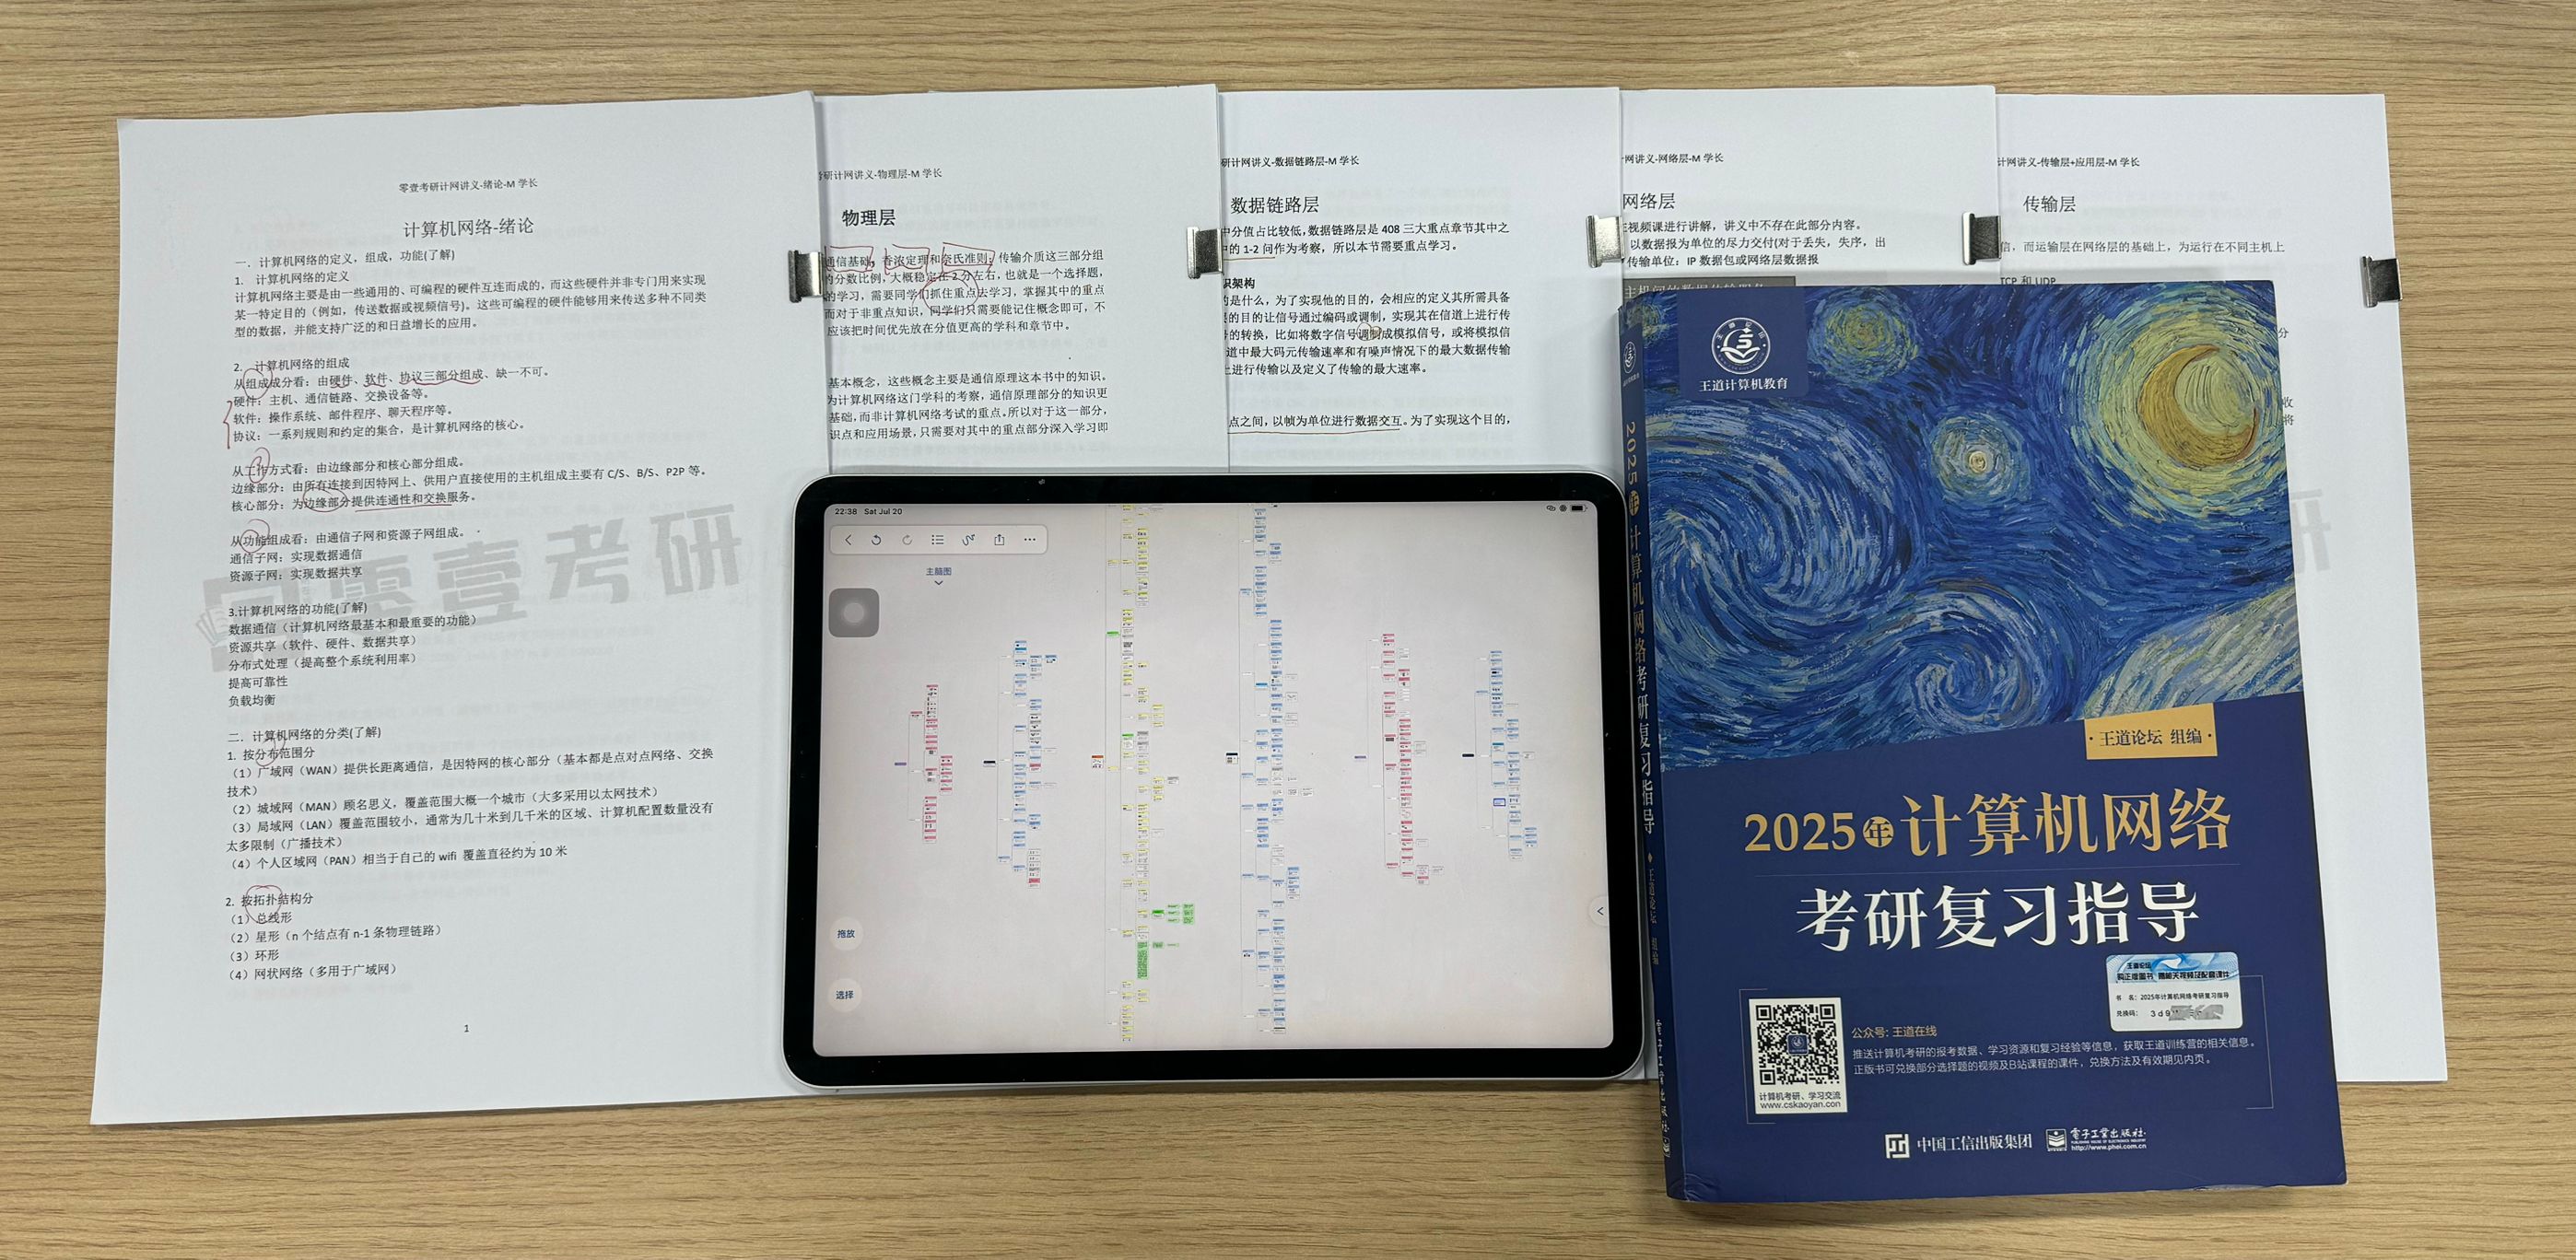 零壹考研计网讲义-绪论-M 学长
计算机网络-绪论
一．计算机网络的定义，组成，功能(了解)
1. 计算机网络的定义
计算机网络主要是由一些通用的、可编程的硬件互连而成的，而这些硬件并非专门用来实现
某一特定目的（例如，传送数据或视频信号）。这些可编程的硬件能够用来传送多种不同类
型的数据，并能支持广泛的和日益增长的应用。
2. 计算机网络的组成
从组成成分看：由硬件、软件、协议三部分组成、缺一不可。
硬件：主机、通信链路、交换设备等。
软件：操作系统、邮件程序、聊天程序等。
协议：一系列规则和约定的集合，是计算机网络的核心。
从工作方式看：由边缘部分和核心部分组成。
边缘部分：由所有连接到因特网上、供用户直接使用的主机组成主要有 C/S、B/S、P2P 等。
核心部分：为边缘部分提供连通性和交换服务。
从功能组成看：由通信子网和资源子网组成。
通信子网：实现数据通信
资源子网：实现数据共享
零壹考研
3.计算机网络的功能(了解)
数据通信（计算机网络最基本和最重要的功能）
资源共享（软件、硬件、数据共享）
分布式处理（提高整个系统利用率）
提高可靠性
负载均衡
二．计算机网络的分类(了解)
1. 按分布范围分
（1）广域网（WAN）提供长距离通信，是因特网的核心部分（基本都是点对点网络、交换
技术）
（2）城域网（MAN）顾名思义，覆盖范围大概一个城市（大多采用以太网技术）
（3）局域网（LAN）覆盖范围较小，通常为几十米到几千米的区域、计算机配置数量没有
太多限制（广播技术）
（4）个人区域网（PAN）相当于自己的 wifi 覆盖直径约为 10 米
2. 按拓扑结构分
（1）总线形
（2）星形（n 个结点有 n-1 条物理链路）
（3）环形
（4）网状网络（多用于广域网）
1
研计网讲义-物理层-M 学长
物理层
通信基础，香浓定理和奈氏准则；传输介质这三部分组
的分数比例，大概稳定在 2 分左右，也就是一个选择题，
的学习，需要同学们抓住重点去学习，掌握其中的重点
而对于非重点知识，同学们只需要能记住概念即可，不
应该把时间优先放在分值更高的学科和章节中。
基本概念，这些概念主要是通信原理这本书中的知识。
为计算机网络这门学科的考察，通信原理部分的知识更
基础，而非计算机网络考试的重点。所以对于这一部分，
识点和应用场景，只需要对其中的重点部分深入学习即
研计网讲义-数据链路层-M 学长
数据链路层
中分值占比较低，数据链路层是 408 三大重点章节其中之
中的 1-2 问作为考察，所以本节需要重点学习。
识架构
的是什么，为了实现他的目的，会相应的定义其所需具备
的目的让信号通过编码或调制，实现其在信道上进行传
的转换，比如将数字信号调制成模拟信号，或将模拟信
道中最大码元传输速率和有噪声情况下的最大数据传输
上进行传输以及定义了传输的最大速率。
点之间，以帧为单位进行数据交互。为了实现这个目的，
网讲义-网络层-M 学长
网络层
视频课进行讲解，讲义中不存在此部分内容。
以数据报为单位的尽力交付(对于丢失，失序，出
传输单位：IP 数据包或网络层数据报
计网讲义-传输层+应用层-M 学长
传输层
信，而运输层在网络层的基础上，为运行在不同主机上
TCP 和 UDP
分
收
将
研
22:38 Sat Jul 20
主脑图
拖放
选择
2025年计算机网络考研复习指导
王道论坛 组编
电子工业出版社
王道计算机教育
·王道论坛 组编·
2025年计算机网络
考研复习指导
王道论坛
书 名：2025年计算机网络考研复习指导
兑换码： 3d9
公众号: 王道在线
推送计算机考研的报考数据、学习资源和复习经验等信息，获取王道训练营的相关信息。
正版书可兑换部分选择题的视频及B站课程的课件，兑换方法及有效期见内页。
计算机考研、学习交流
www.cskaoyan.com
中国工信出版集团
電子工業出版社
http://www.phei.com.cn